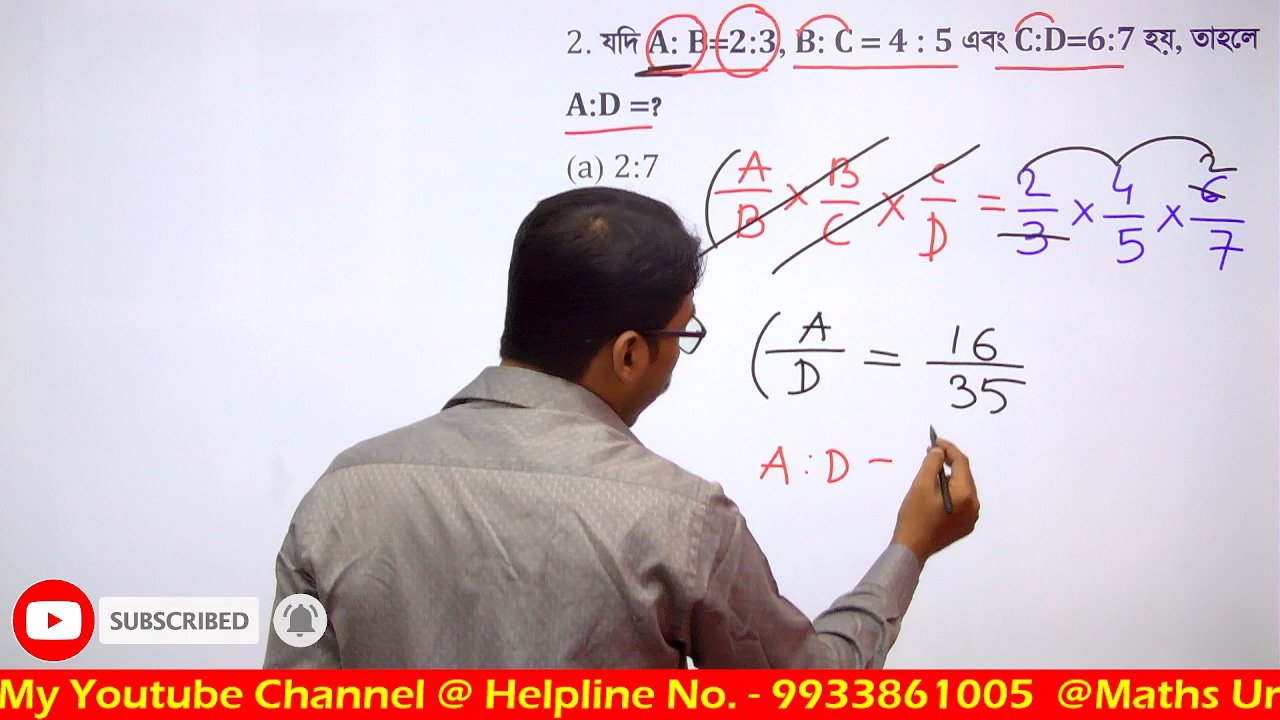 2. যদি A: B=2:3, B: C = 4 : 5 এবং C:D=6:7 হয়, তাহলে
A:D =?
(a) 2:7
A/B × B/C × C/D = 2/3 × 4/5 × 6/7
2
A/D = 16/35
A : D –
SUBSCRIBED
My Youtube Channel @ Helpline No. - 9933861005 @Maths Ur